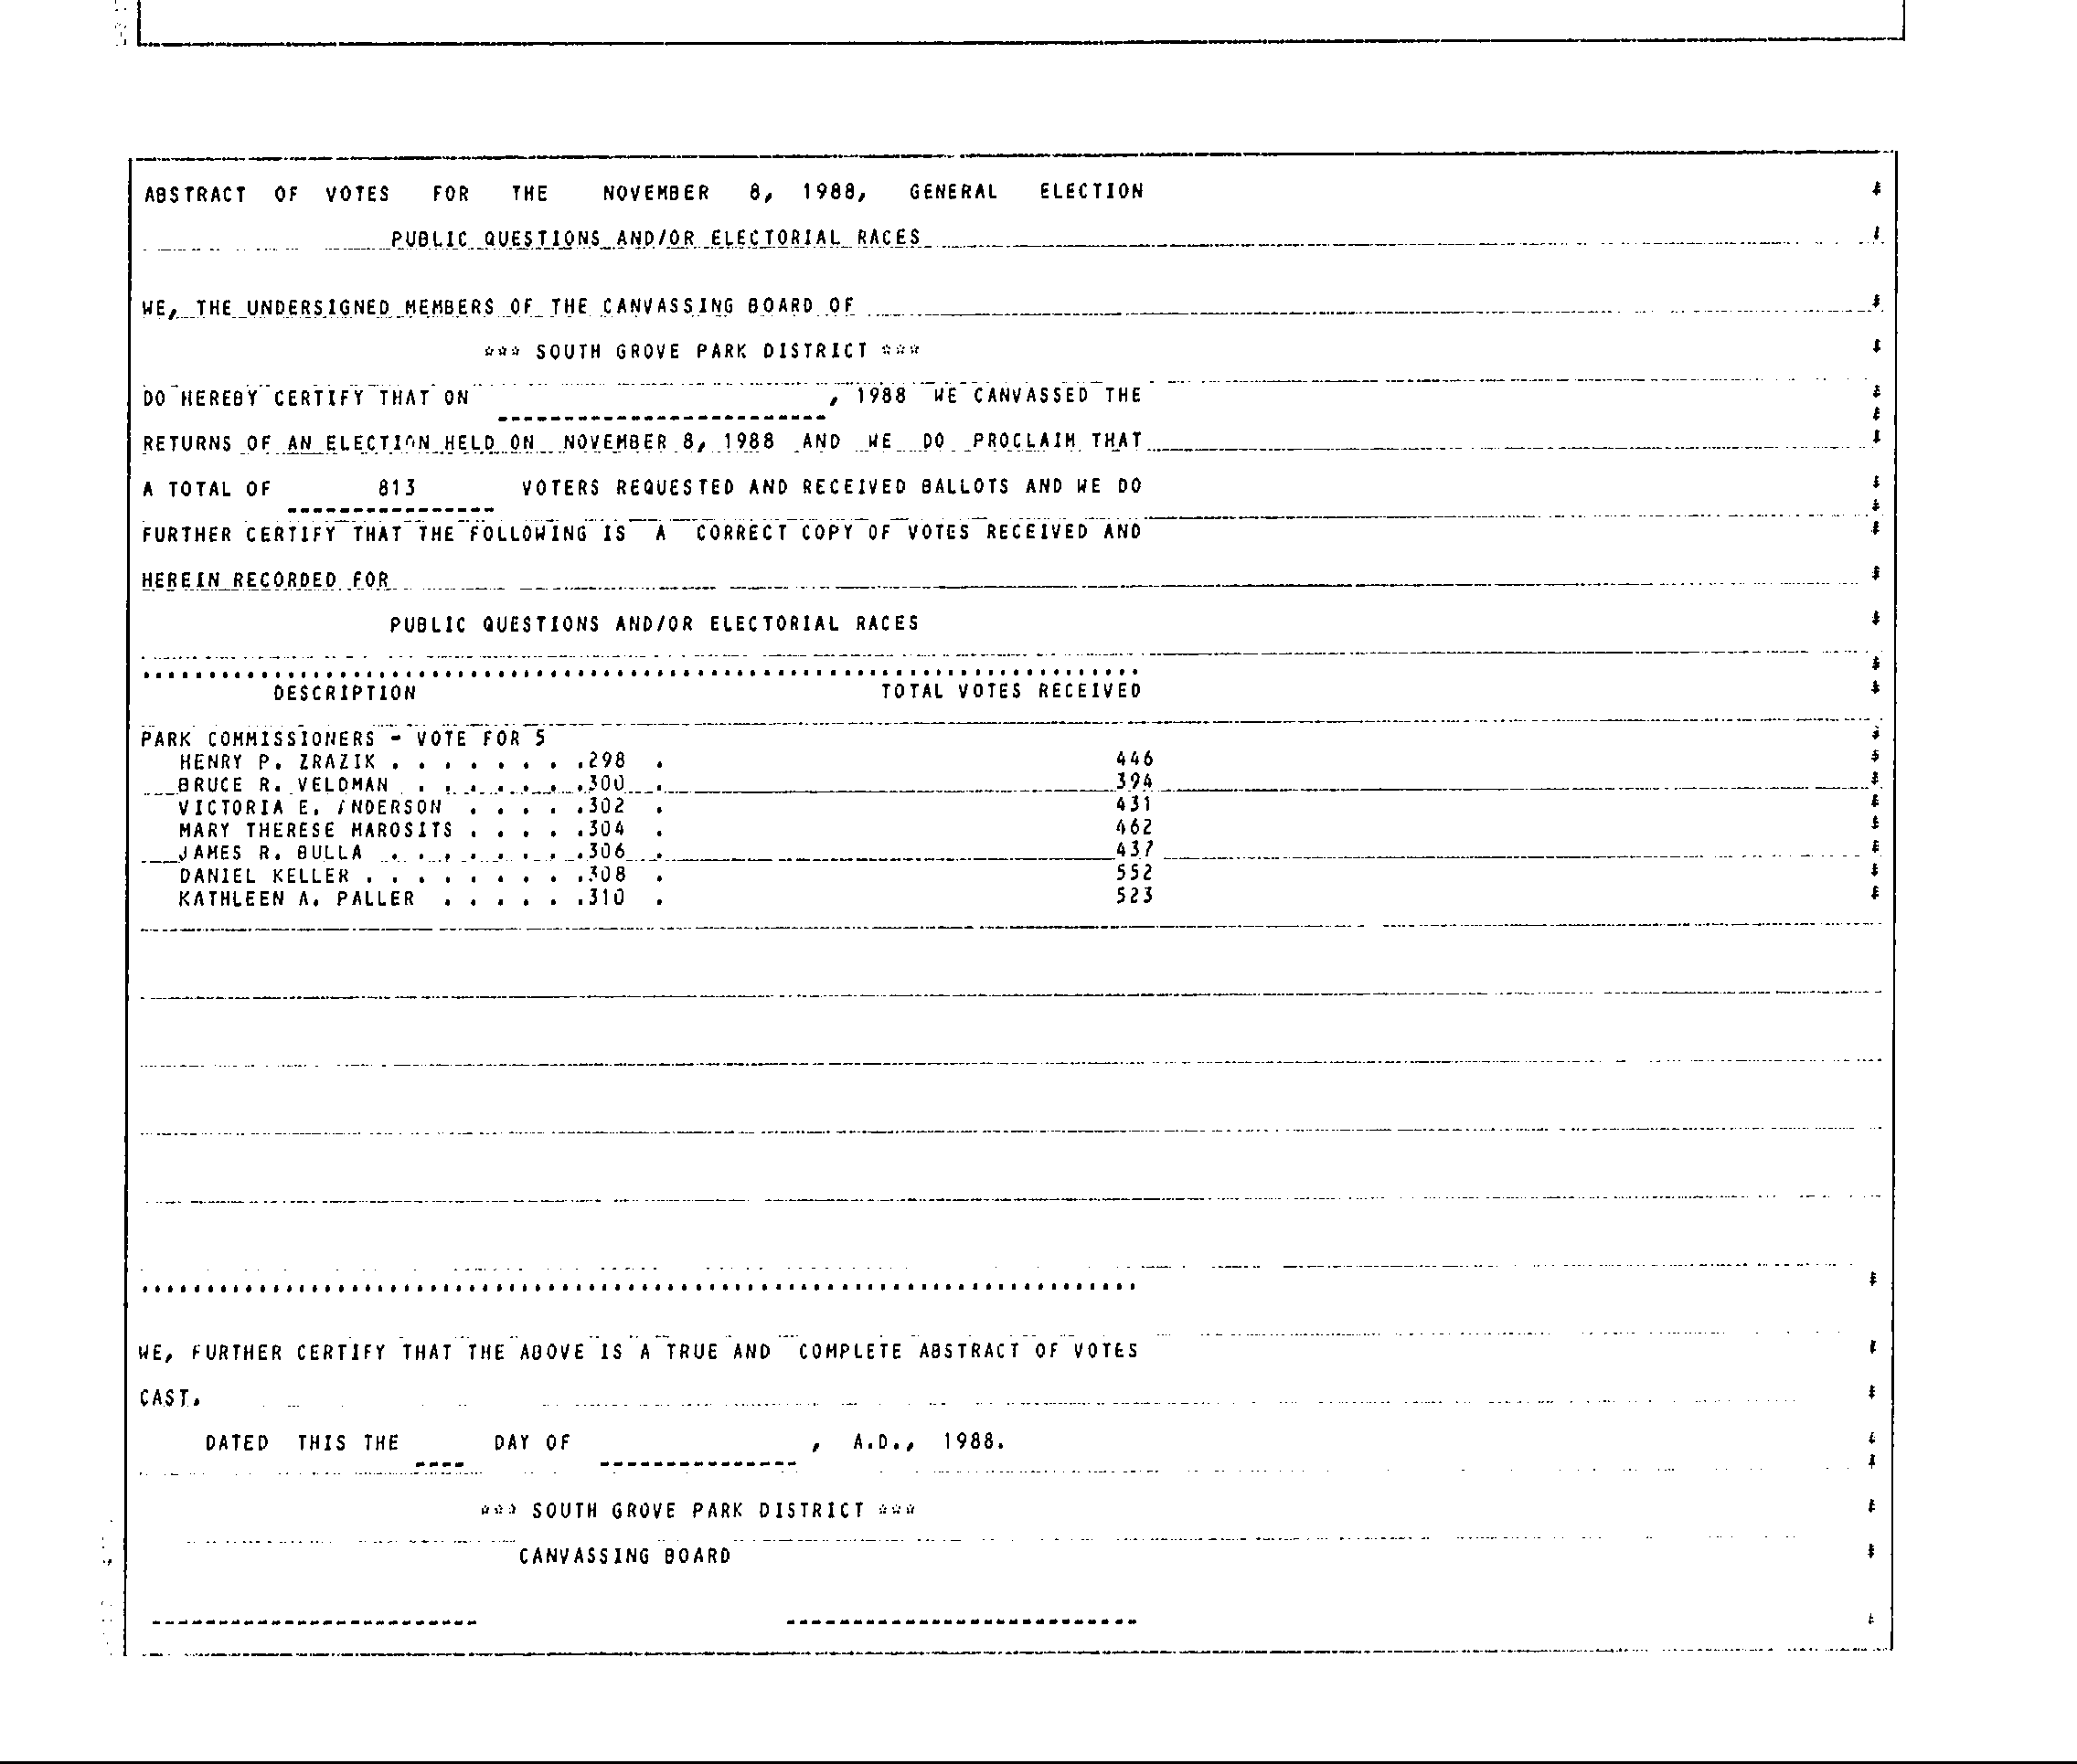 ABSTRACT OF VOTES FOR THE NOVEMBER 8, 1988, GENERAL ELECTION
PUBLIC QUESTIONS AND/OR ELECTORIAL RACES
WE, THE UNDERSIGNED MEMBERS OF THE CANVASSING BOARD OF
*** SOUTH GROVE PARK DISTRICT ***
DO HEREBY CERTIFY THAT ON , 1988 WE CANVASSED THE
RETURNS OF AN ELECTION HELD ON NOVEMBER 8, 1988 AND WE DO PROCLAIM THAT
A TOTAL OF 813 VOTERS REQUESTED AND RECEIVED BALLOTS AND WE DO
FURTHER CERTIFY THAT THE FOLLOWING IS A CORRECT COPY OF VOTES RECEIVED AND
HEREIN RECORDED FOR
PUBLIC QUESTIONS AND/OR ELECTORIAL RACES
DESCRIPTION TOTAL VOTES RECEIVED
PARK COMMISSIONERS - VOTE FOR 5
HENRY P. ZRAZIK . . . . . . . .298 . 446
BRUCE R. VELDMAN . . . . . . .300 . 394
VICTORIA E. ANDERSON . . . . .302 . 431
MARY THERESE MAROSITS . . . . .304 . 462
JAMES R. BULLA . . . . . . . .306 . 437
DANIEL KELLER . . . . . . . . .308 . 552
KATHLEEN A. PALLER . . . . . .310 . 523
WE, FURTHER CERTIFY THAT THE ABOVE IS A TRUE AND COMPLETE ABSTRACT OF VOTES
CAST.
DATED THIS THE ---- DAY OF , A.D., 1988.
*** SOUTH GROVE PARK DISTRICT ***
CANVASSING BOARD